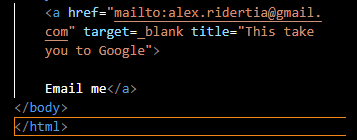 <a href="mailto:alex.ridertia@gmail.
com" target=_blank title="This take
you to Google">
Email me</a>
</body>
</html>